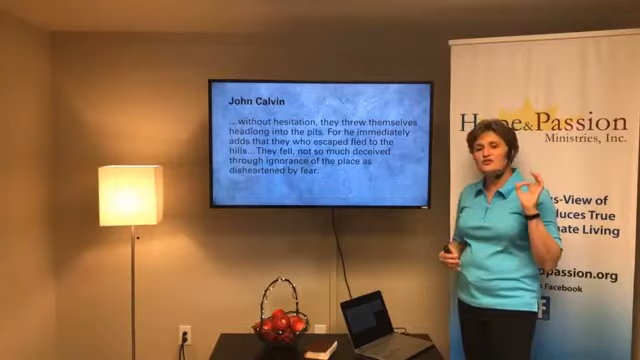 John Calvin
…without hesitation, they threw themselves
headlong into the pits. For he immediately
adds that they who escaped fled to the
hills…They fell, not so much deceived
through ignorance of the place as
disheartened by fear.
Hope&Passion
Ministries, Inc.
s-View of
duces True
nate Living
passion.org
Facebook